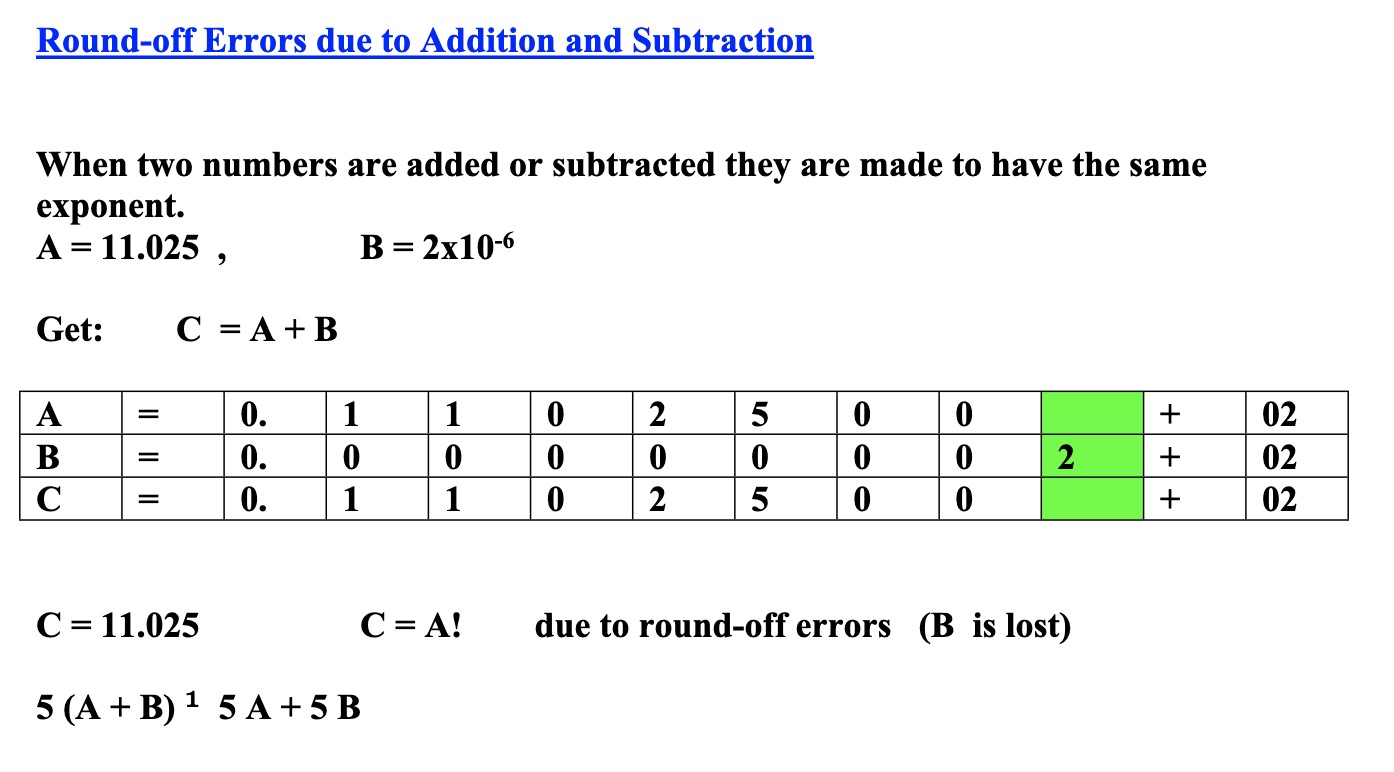 Round-off Errors due to Addition and Subtraction
When two numbers are added or subtracted they are made to have the same
exponent.
A = 11.025 , B = 2x10⁻⁶
Get: C = A + B
A = 0. 1 1 0 2 5 0 0 + 02
B = 0. 0 0 0 0 0 0 0 2 + 02
C = 0. 1 1 0 2 5 0 0 + 02
C = 11.025 C = A! due to round-off errors (B is lost)
5 (A + B) ¹ 5 A + 5 B